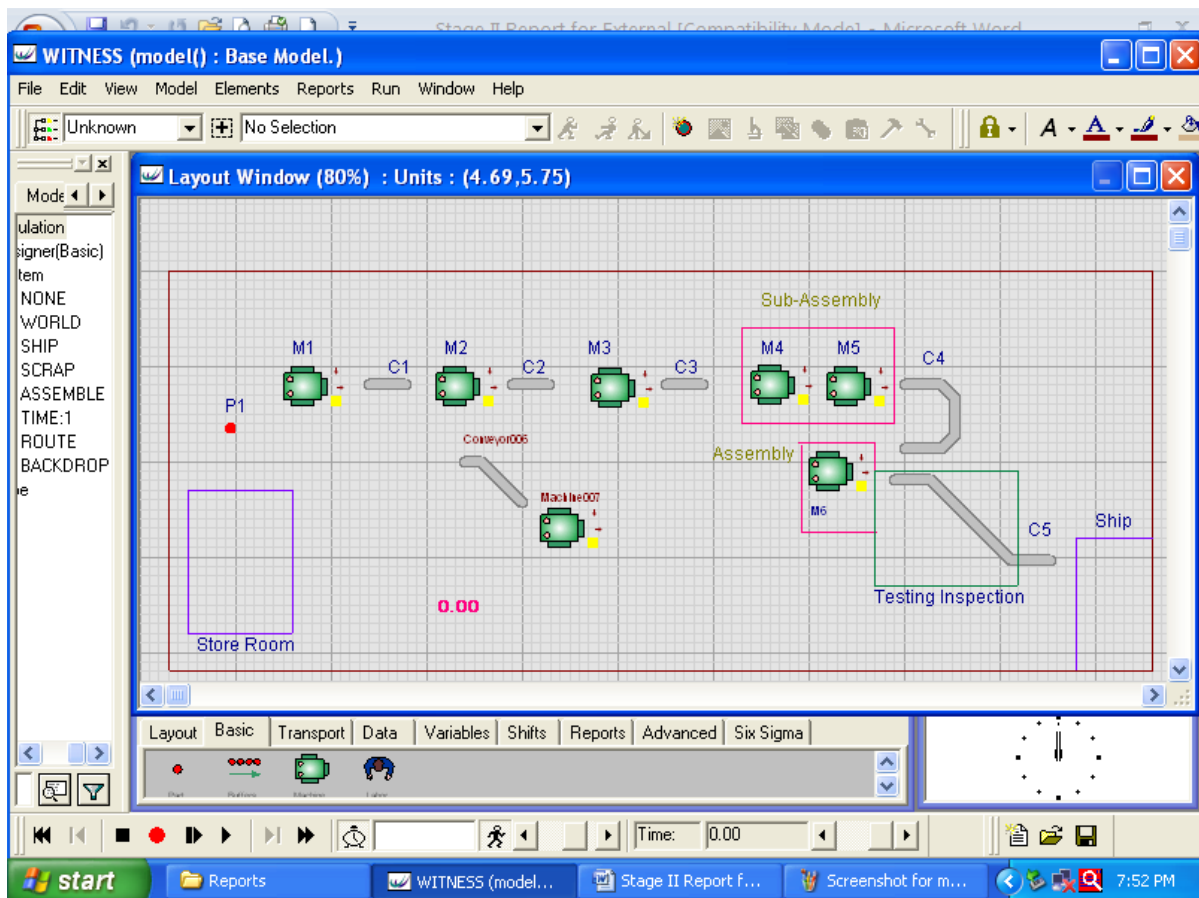 Stage II Report for External [Compatibility Mode] - Microsoft Word
WITNESS (model() : Base Model.)
File Edit View Model Elements Reports Run Window Help
Unknown No Selection
A A
Mode
Layout Window (80%) : Units : (4.69,5.75)
ulation
signer(Basic)
tem
NONE
WORLD
SHIP
SCRAP
ASSEMBLE
TIME:1
ROUTE
BACKDROP
ie
Sub-Assembly
M1 C1 M2 C2 M3 C3 M4 M5 C4
P1
Conveyor006
Assembly
Machine007
M6
C5
Ship
0.00
Testing Inspection
Store Room
Layout Basic Transport Data Variables Shifts Reports Advanced Six Sigma
Part Buffers Machine Labor
Time: 0.00
start Reports WITNESS (model... Stage II Report f... Screenshot for m... 7:52 PM